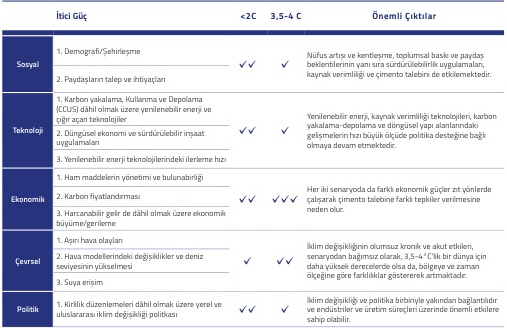 İtici Güç <2C 3,5-4 C Önemli Çıktılar
Sosyal
1. Demografi/Şehirleşme
2. Paydaşların talep ve ihtiyaçları
✓✓ ✓
Nüfus artışı ve kentleşme, toplumsal baskı ve paydaş
beklentilerinin yanı sıra sürdürülebilirlik uygulamaları,
kaynak verimliliği ve çimento talebini de etkilemektedir.
Teknoloji
1. Karbon yakalama, Kullanma ve Depolama
(CCUS) dâhil olmak üzere yenilenebilir enerji ve
çığır açan teknolojiler
2. Düngüsel ekonomi ve sürdürülebilir inşaat
uygulamaları
3. Yenilenebilir enerji teknolojilerindeki ilerleme hızı
✓✓ ✓
Yenilenebilir enerji, kaynak verimliliği teknolojileri, karbon
yakalama-depolama ve döngüsel yapı alanlarındaki
gelişmelerin hızı büyük ölçüde politika desteğine bağlı
olmaya devam etmektedir.
Ekonomik
1. Ham maddelerin yönetimi ve bulunabilirliği
2. Karbon fiyatlandırması
3. Harcanabilir gelir de dâhil olmak üzere ekonomik
büyüme/gerileme
✓✓ ✓✓✓
Her iki senaryoda da farklı ekonomik güçler zıt yönlerde
çalışarak çimento talebine farklı tepkiler verilmesine
neden olur.
Çevrsel
1. Aşırı hava olayları
2. Hava modellerindeki değişiklikler ve deniz
seviyesinin yükselmesi
3. Suya erişim
✓ ✓✓
İklim değişikliğinin olumsuz kronik ve akut etkileri,
senaryodan bağımsız olarak, 3,5-4°C'lik bir dünya için
daha yüksek derecelerde olsa da, bölgeye ve zaman
ölçeğine göre farklılıklar göstererek artmaktadır.
Politik
1. Kirlilik düzenlemeleri dâhil olmak üzere yerel ve
uluslararası iklim değişikliği politkası
✓✓ ✓
İklim değişikliği ve politika birbiriyle yakından bağlantılıdır
ve endüstriler ve üretim süreçleri üzerinde önemli etkilere
sahip olabilir.